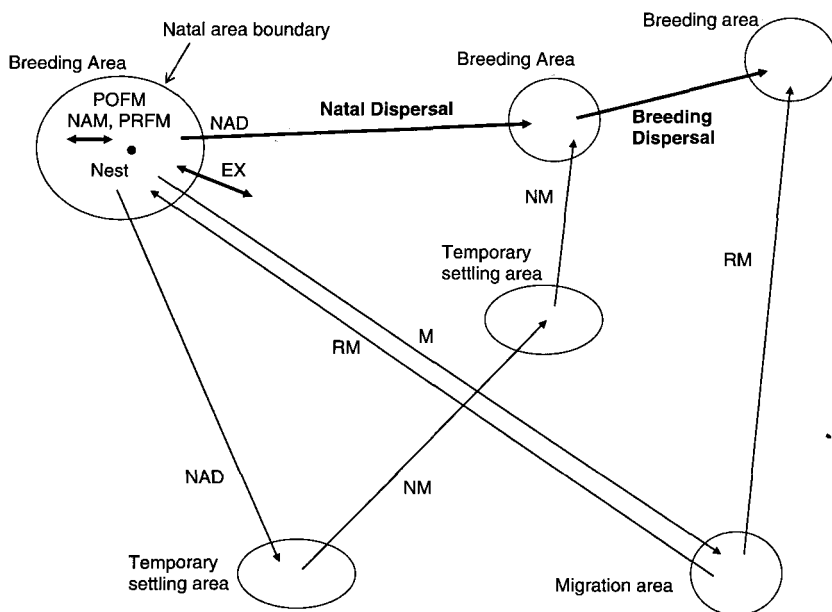 Natal area boundary
Breeding Area
POFM
NAM, PRFM
Nest
NAD
Natal Dispersal
EX
Breeding Area
Breeding area
Breeding
Dispersal
NM
Temporary
settling area
RM
M
RM
NAD
NM
Temporary
settling area
Migration area